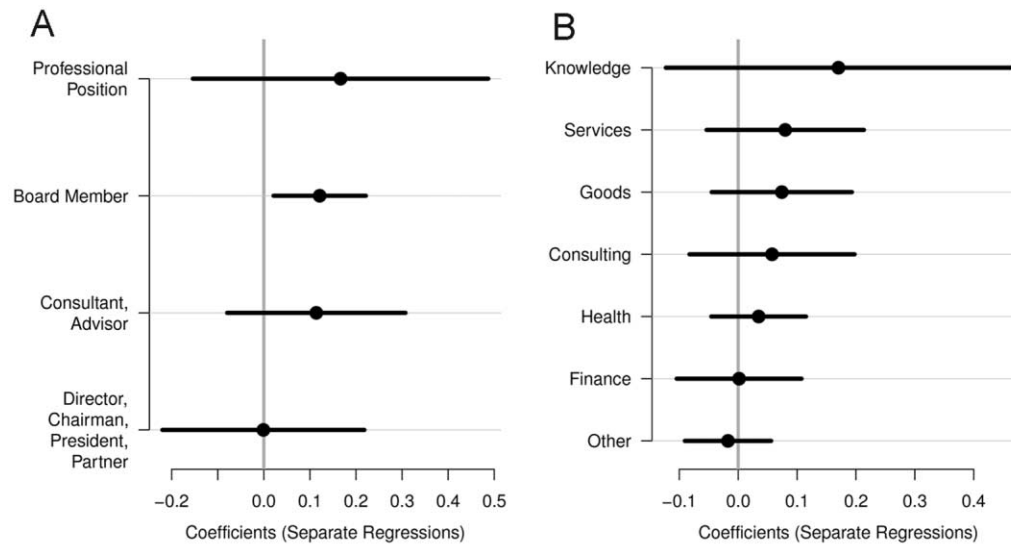 A
Professional
Position
Board Member
Consultant,
Advisor
Director,
Chairman,
President,
Partner
−0.2 0.0 0.1 0.2 0.3 0.4 0.5
Coefficients (Separate Regressions)
B
Knowledge
Services
Goods
Consulting
Health
Finance
Other
−0.1 0.0 0.1 0.2 0.4
Coefficients (Separate Regressions)